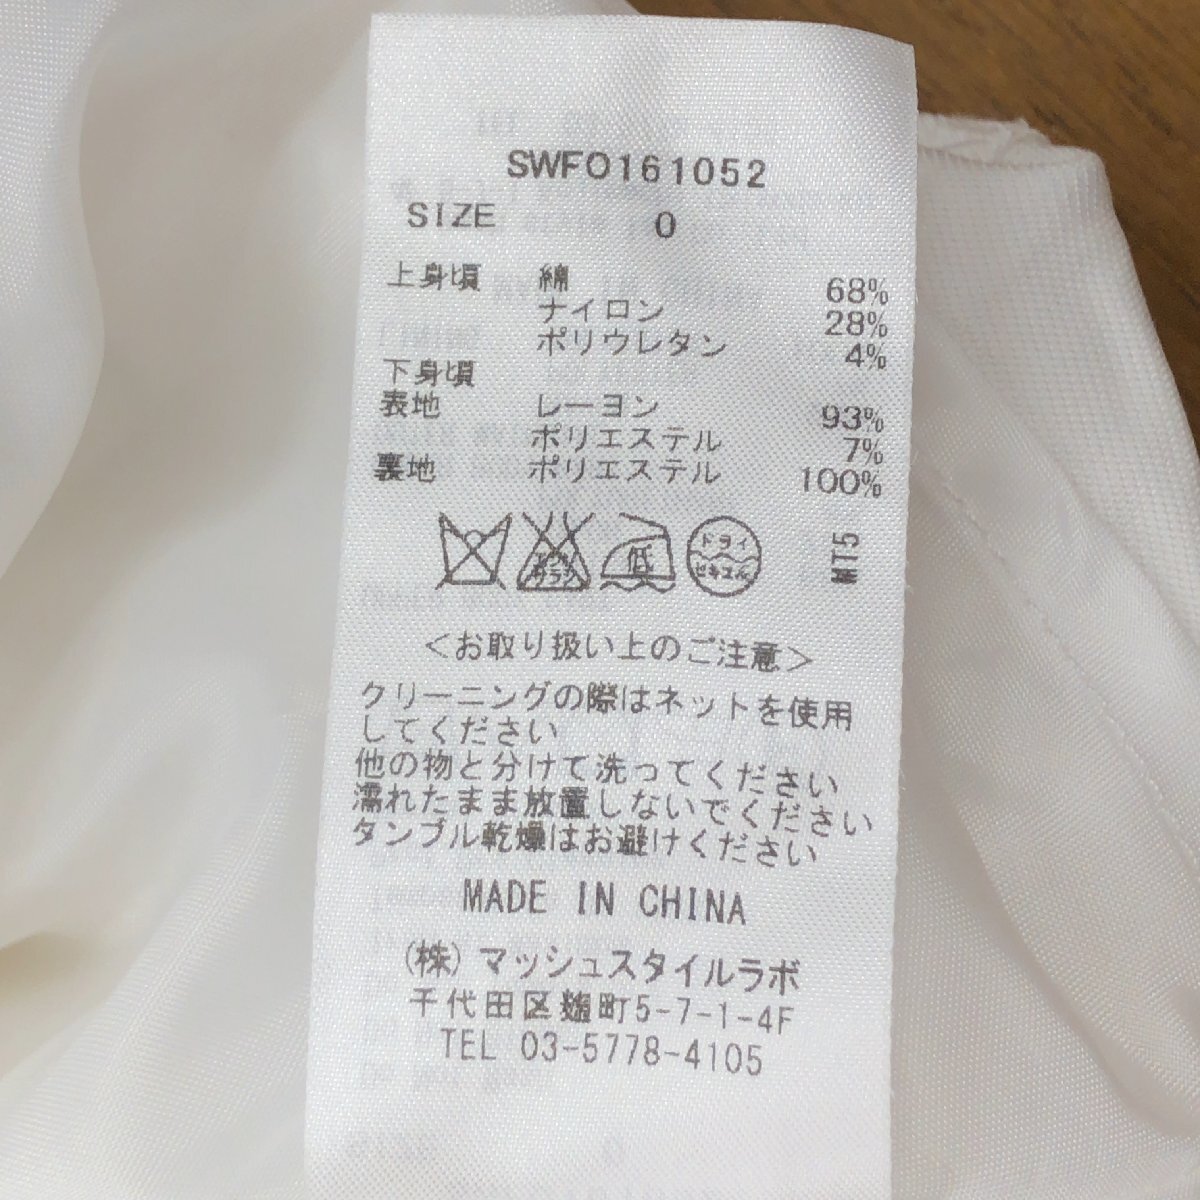 SWFO161052
SIZE 0
上身頃 綿 68%
ナイロン 28%
ポリウレタン 4%
下身頃
表地 レーヨン 93%
ポリエステル 7%
裏地 ポリエステル 100%
エンソ サラシ 低 ドライ セキユ系
MT5
<お取り扱い上のご注意>
クリーニングの際はネットを使用
してください
他の物と分けて洗ってください
濡れたまま放置しないでください
タンブル乾燥はお避けください
MADE IN CHINA
(株)マッシュスタイルラボ
千代田区麹町5-7-1-4F
TEL 03-5778-4105